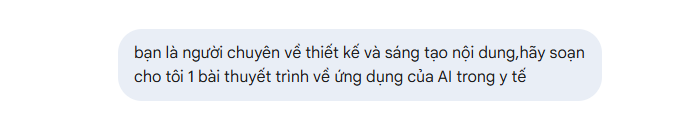 bạn là người chuyên về thiết kế và sáng tạo nội dung,hãy soạn
cho tôi 1 bài thuyết trình về ứng dụng của AI trong y tế